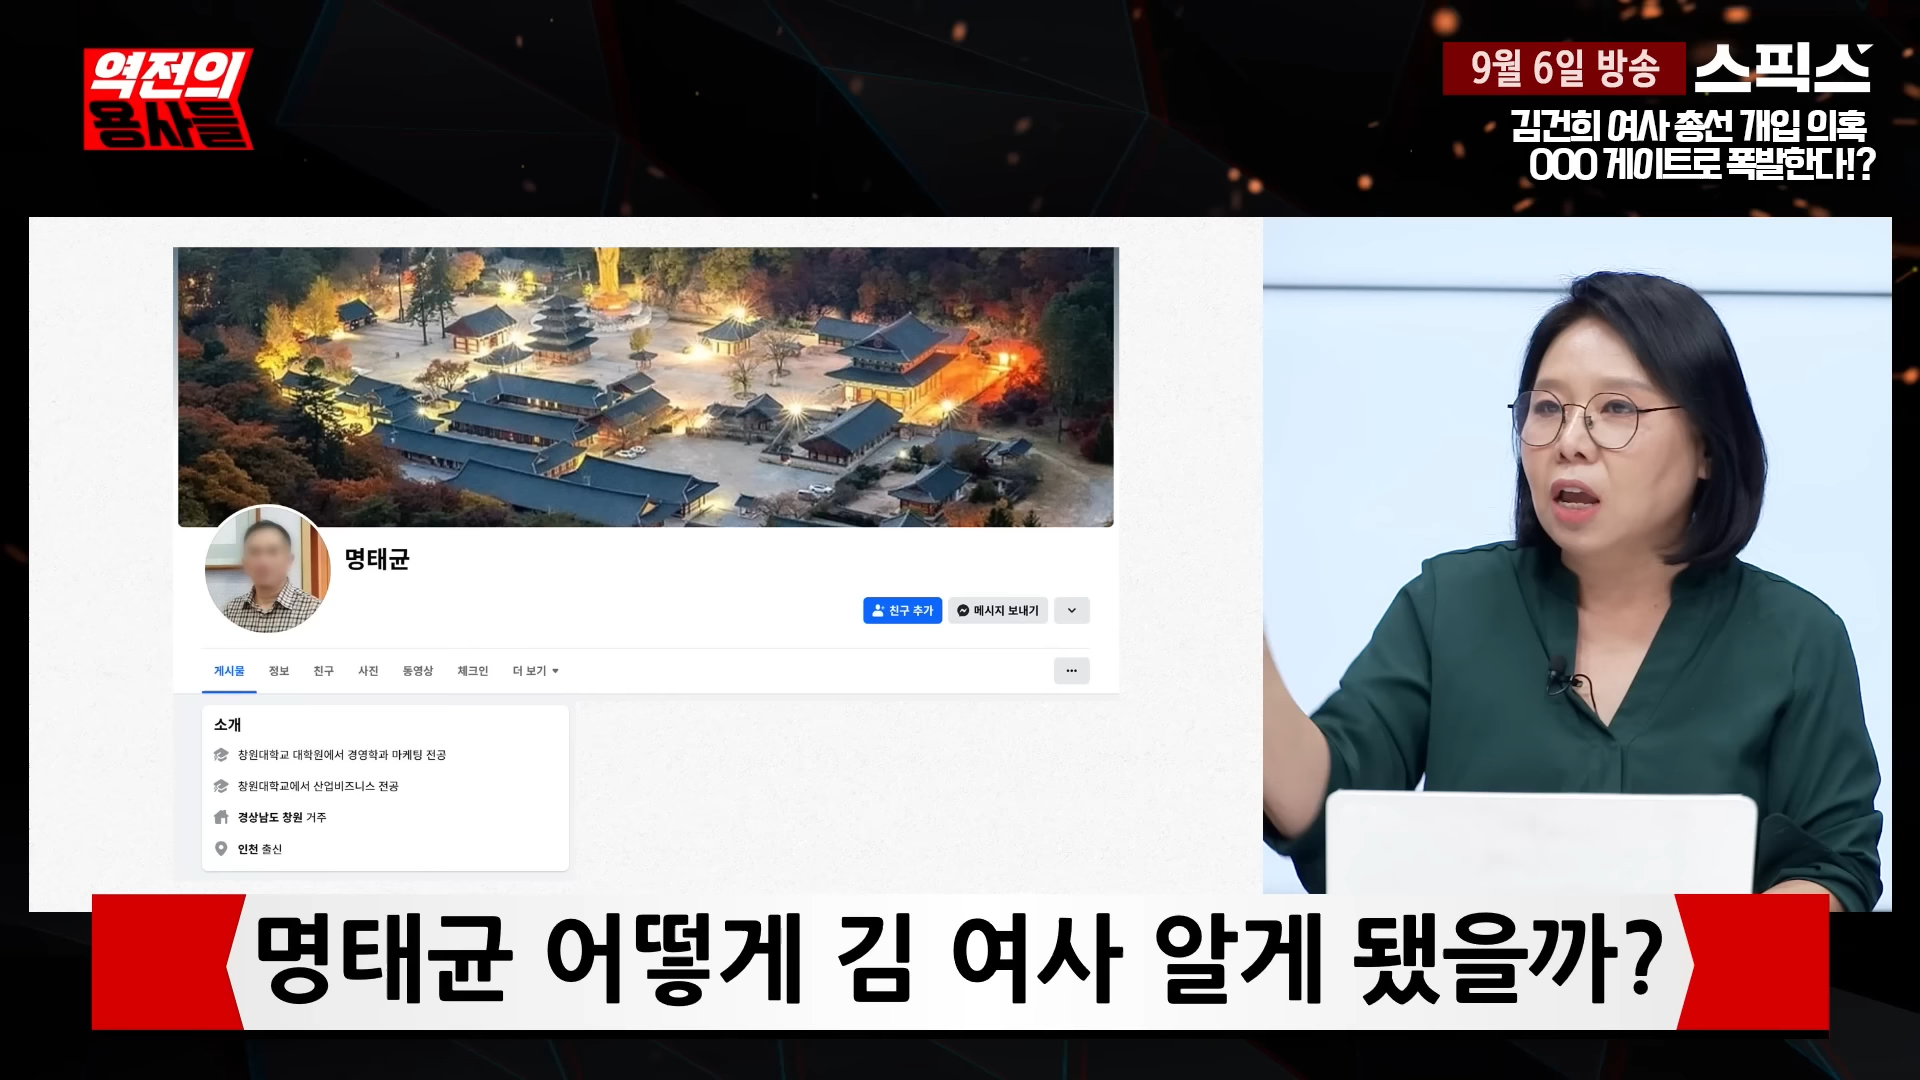 역전의
용사들
9월 6일 방송 스픽스
김건희 여사 총선 개입 의혹
OOO 게이트로 폭발한다!?
명태균
친구 추가
메시지 보내기
게시물 정보 친구 사진 동영상 체크인 더 보기
소개
창원대학교 대학원에서 경영학과 마케팅 전공
창원대학교에서 산업비즈니스 전공
경상남도 창원 거주
인천 출신
명태균 어떻게 김 여사 알게 됐을까?